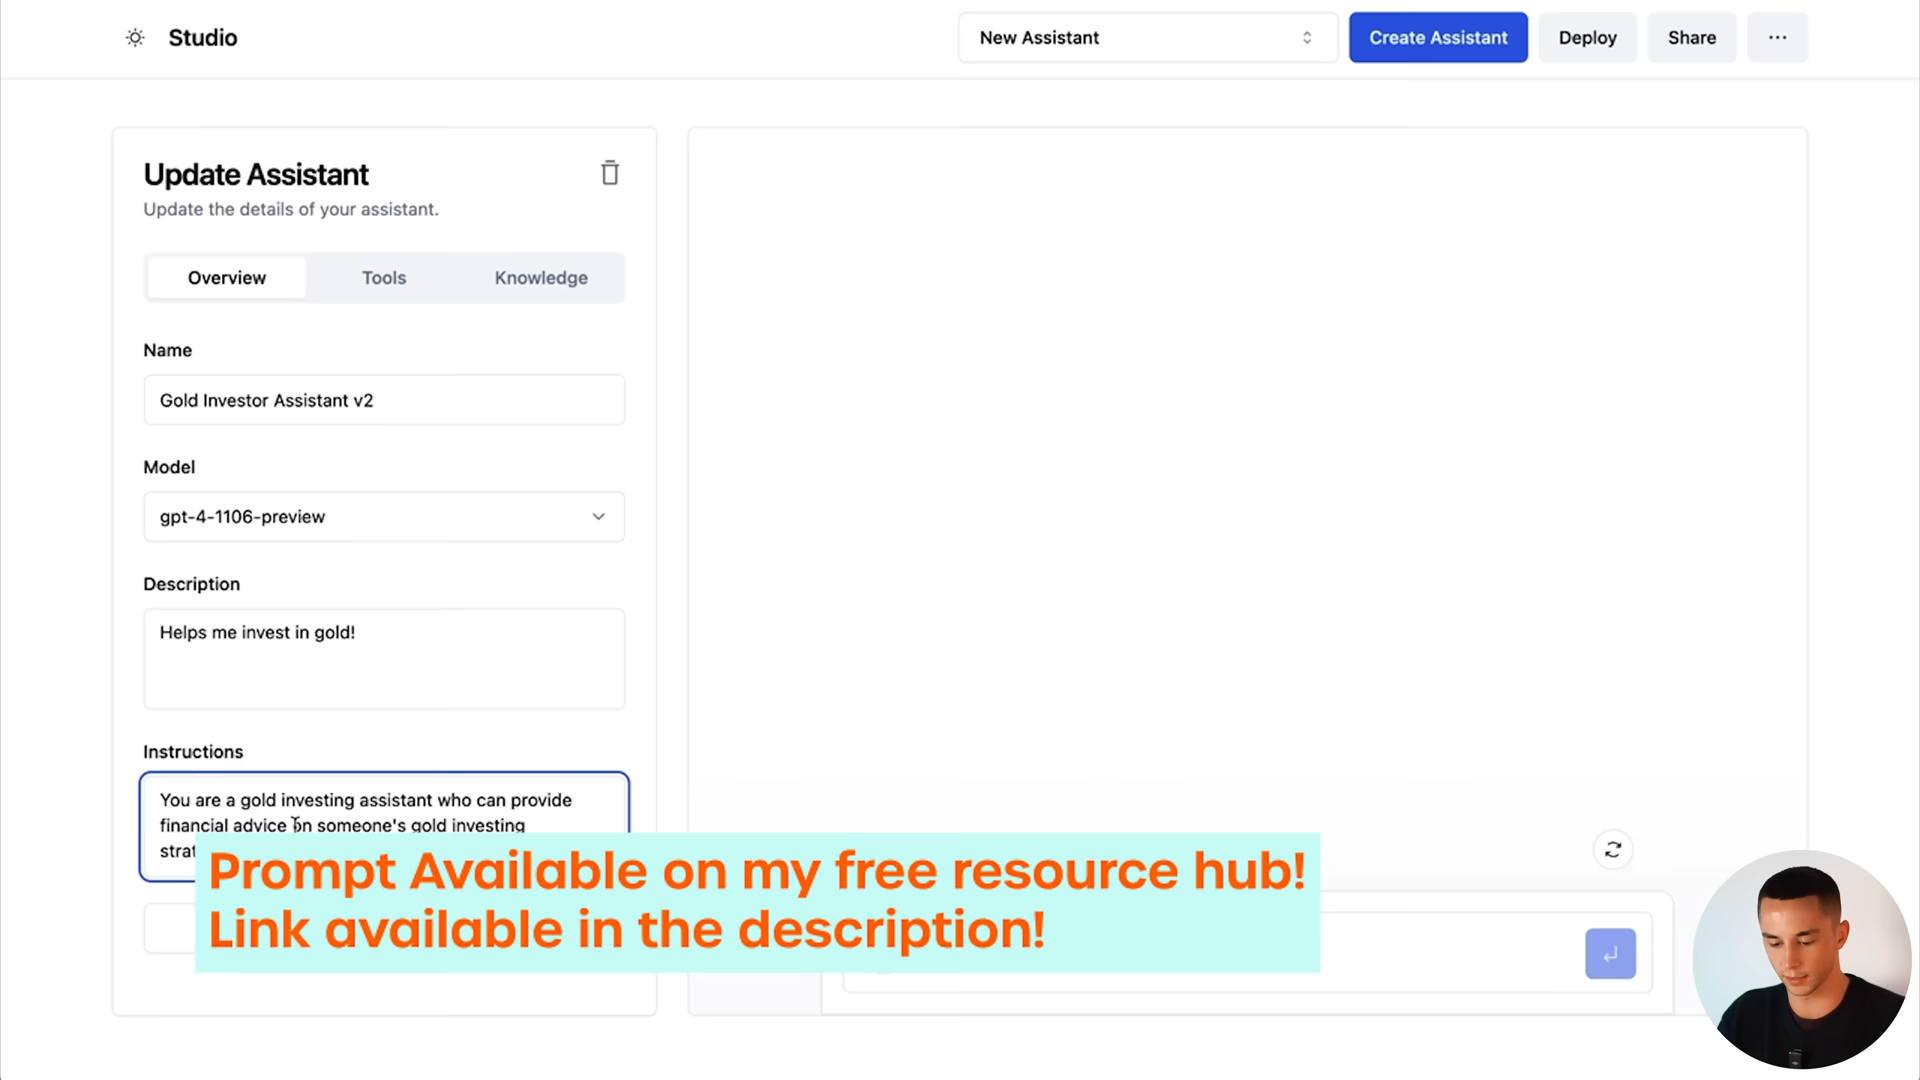 Studio
New Assistant
Create Assistant
Deploy
Share
Update Assistant
Update the details of your assistant.
Overview
Tools
Knowledge
Name
Gold Investor Assistant v2
Model
gpt-4-1106-preview
Description
Helps me invest in gold!
Instructions
You are a gold investing assistant who can provide
financial advice on someone's gold investing
Prompt Available on my free resource hub!
Link available in the description!